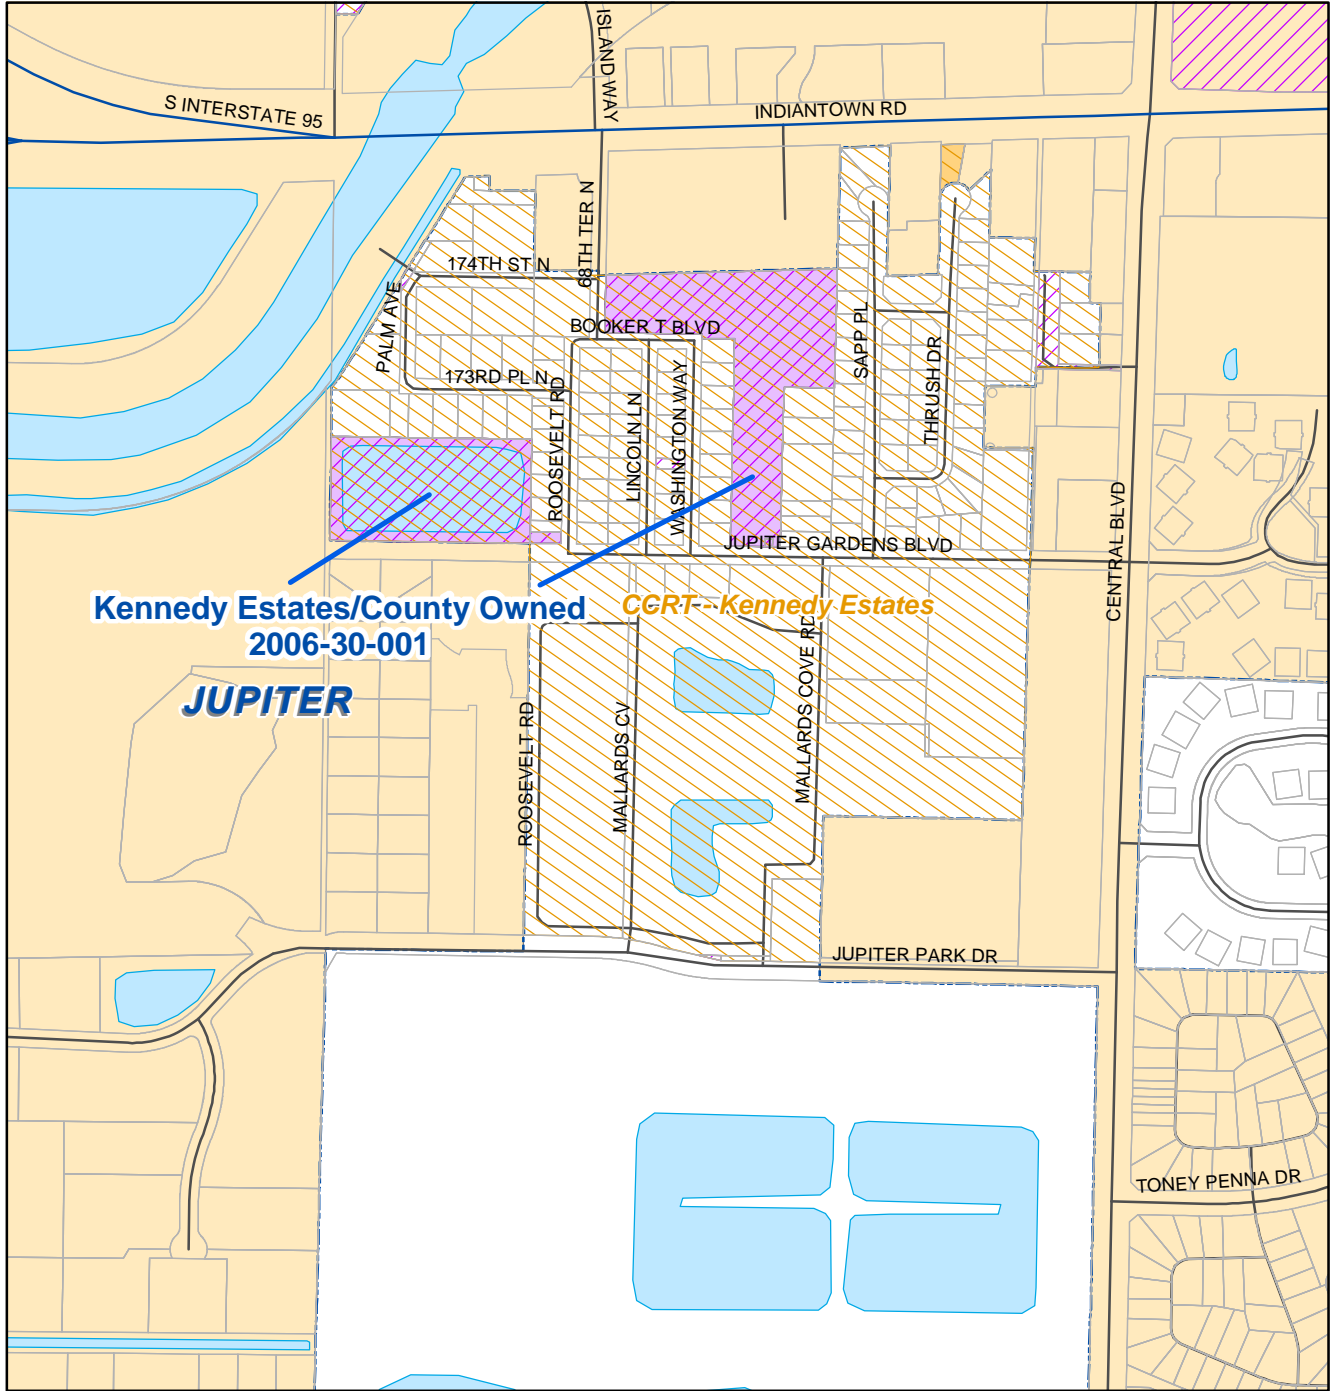 ISLAND WAY
S INTERSTATE 95
INDIANTOWN RD
68TH TER N
174TH ST N
PALM AVE
BOOKER T BLVD
SAPP PL
THRUSH DR
173RD PL N
ROOSEVELT RD
LINCOLN LN
WASHINGTON WAY
JUPITER GARDENS BLVD
CENTRAL BLVD
Kennedy Estates/County Owned
2006-30-001
CCRT - Kennedy Estates
JUPITER
ROOSEVELT RD
MALLARDS CV
MALLARDS COVE RD
JUPITER PARK DR
TONEY PENNA DR